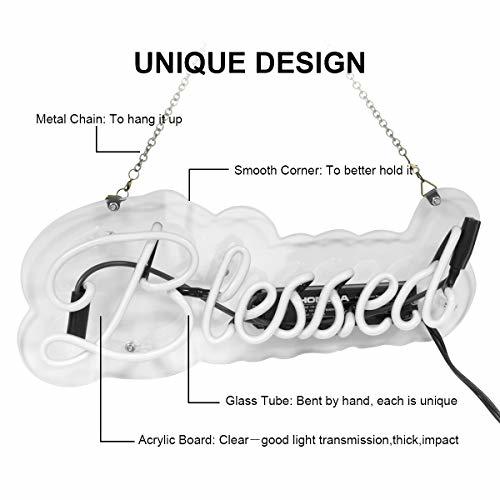 UNIQUE DESIGN
Metal Chain: To hang it up
Smooth Corner: To better hold it
Blessed
Glass Tube: Bent by hand, each is unique
Acrylic Board: Clear—good light transmission,thick,impact